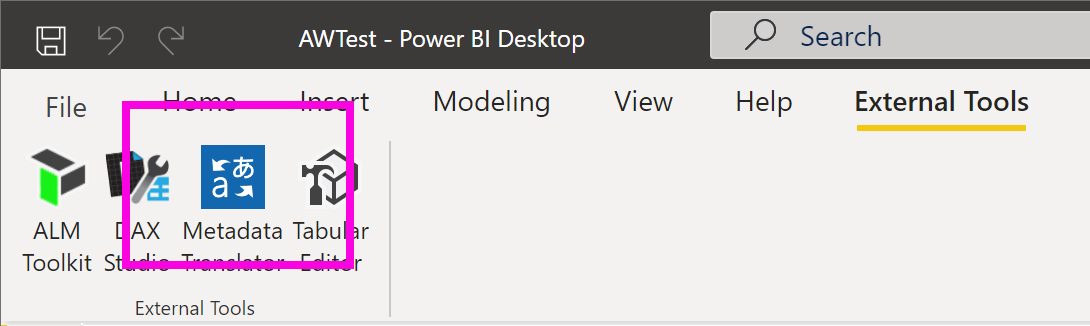 AWTest - Power BI Desktop
Search
File Home Insert Modeling View Help External Tools
あ
a
ALM DAX Metadata Tabular
Toolkit Studio Translator Editor
External Tools